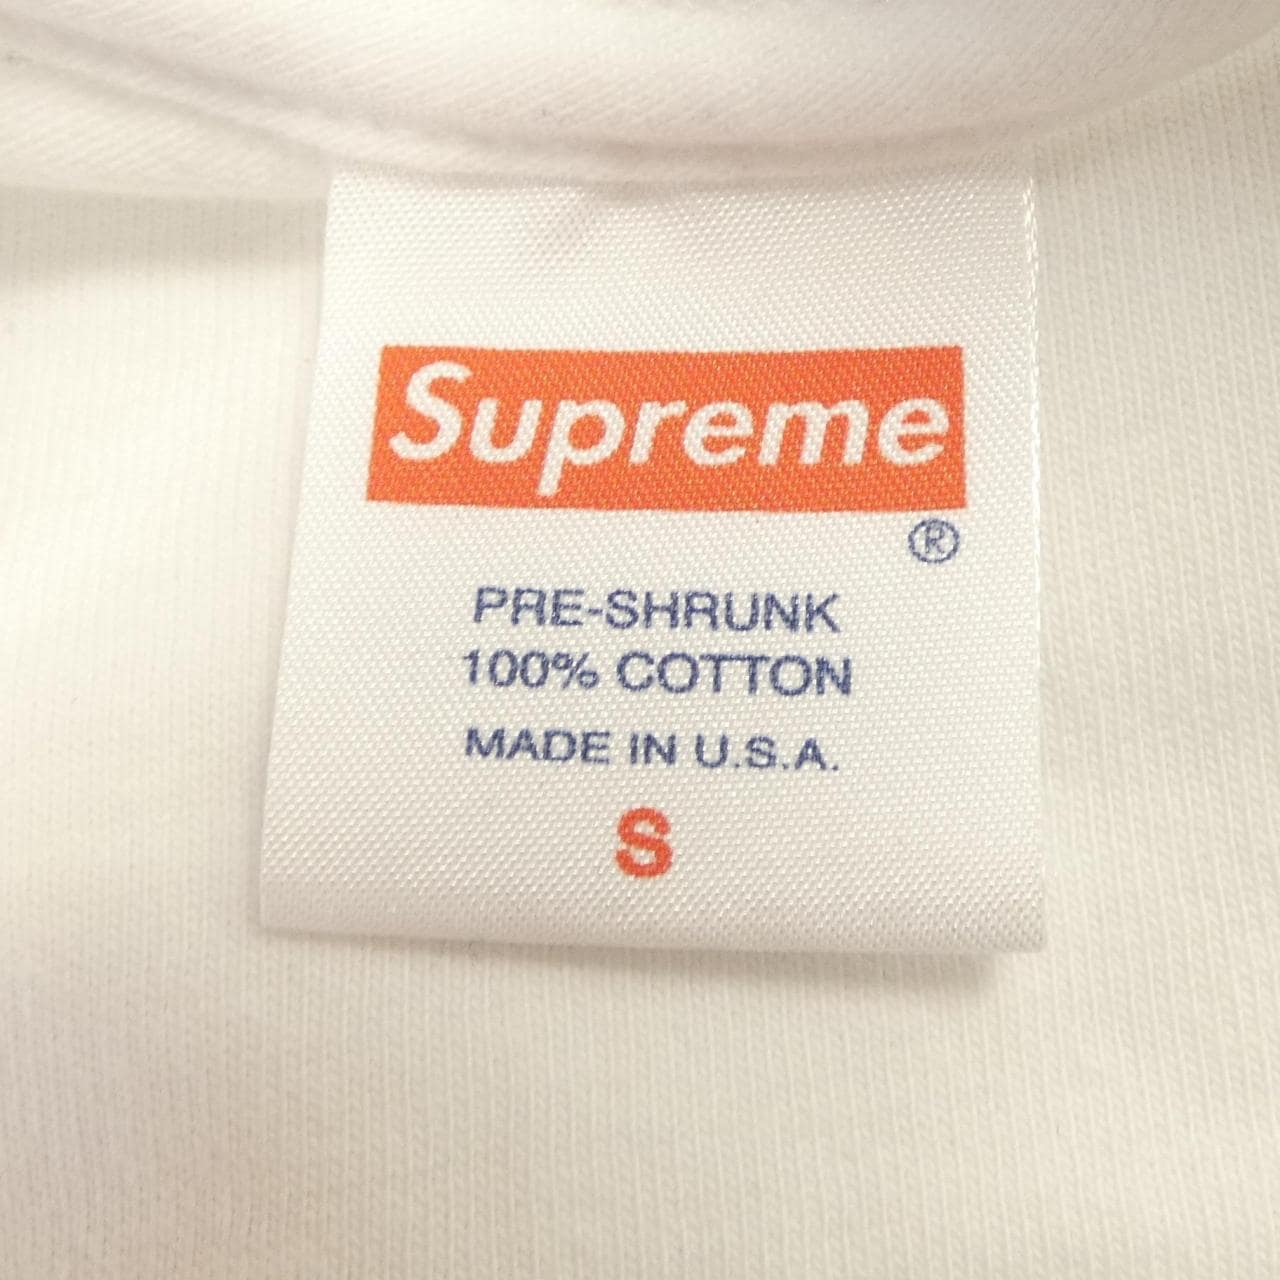 Supreme
®
PRE-SHRUNK
100% COTTON
MADE IN U.S.A.
S